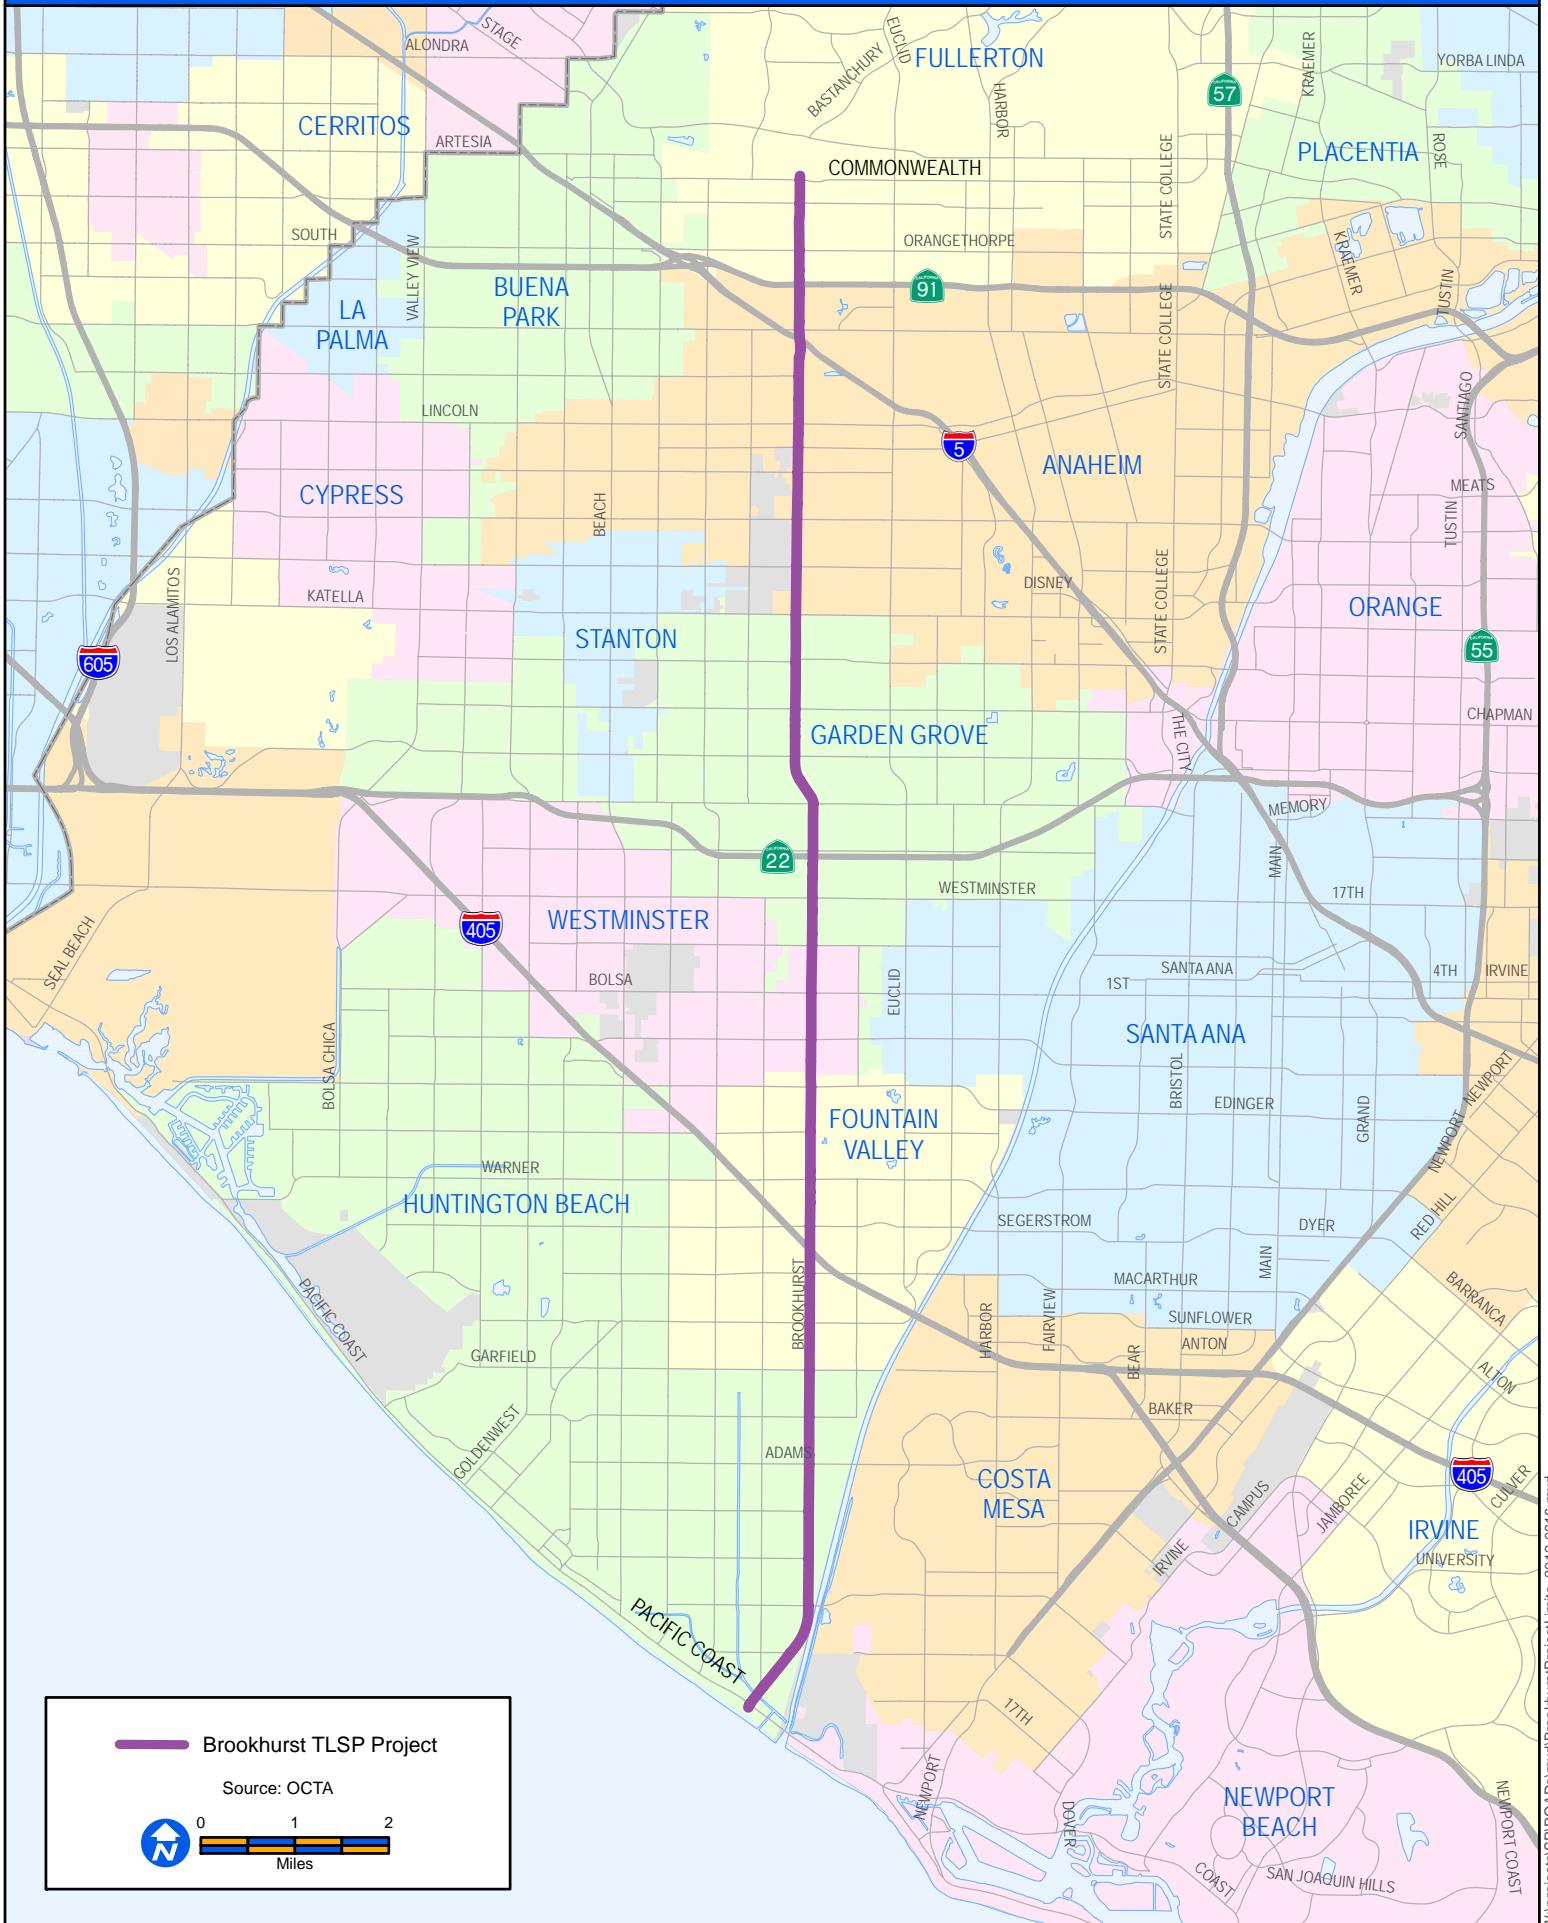 STAGE
ALONDRA
EUCLID
FULLERTON
BASTANCHURY
KRAEMER
YORBA LINDA
CALIFORNIA
57
HARBOR
CERRITOS
ARTESIA
STATE COLLEGE
PLACENTIA
ROSE
COMMONWEALTH
SOUTH
VALLEY VIEW
ORANGETHORPE
KRAEMER
TUSTIN
BUENA
PARK
CALIFORNIA
91
LA
PALMA
STATE COLLEGE
LINCOLN
SANTIAGO
5
ANAHEIM
CYPRESS
BEACH
MEATS
TUSTIN
LOS ALAMITOS
KATELLA
DISNEY
STATE COLLEGE
ORANGE
STANTON
605
CALIFORNIA
55
GARDEN GROVE
THE CITY
CHAPMAN
MEMORY
CALIFORNIA
22
MAIN
WESTMINSTER
17TH
WESTMINSTER
405
SEAL BEACH
BOLSA
EUCLID
SANTA ANA
1ST
4TH
IRVINE
BOLSA CHICA
SANTA ANA
BRISTOL
EDINGER
GRAND
NEWPORT
NEWPORT
FOUNTAIN
VALLEY
WARNER
HUNTINGTON BEACH
SEGERSTROM
DYER
RED HILL
MAIN
MACARTHUR
BARRANCA
PACIFIC COAST
BROOKHURST
HARBOR
FAIRVIEW
SUNFLOWER
ANTON
BEAR
GARFIELD
ALTON
BAKER
GOLDENWEST
ADAMS
COSTA
MESA
405
CULVER
CAMPUS
JAMBOREE
IRVINE
UNIVERSITY
IRVINE
PACIFIC COAST
17TH
NEWPORT
DOVER
NEWPORT
BEACH
NEWPORT COAST
COAST
SAN JOAQUIN HILLS
Brookhurst TLSP Project
Source: OCTA
N
0 1 2
Miles